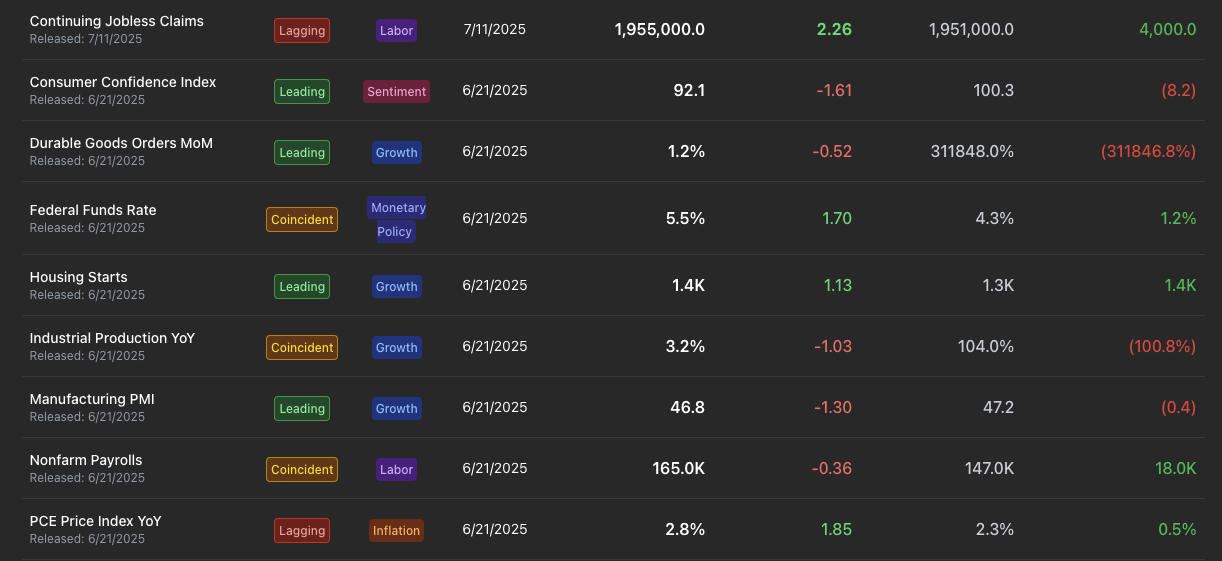 Continuing Jobless Claims
Released: 7/11/2025
Lagging
Labor
7/11/2025
1,955,000.0
2.26
1,951,000.0
4,000.0
Consumer Confidence Index
Released: 6/21/2025
Leading
Sentiment
6/21/2025
92.1
-1.61
100.3
(8.2)
Durable Goods Orders MoM
Released: 6/21/2025
Leading
Growth
6/21/2025
1.2%
-0.52
311848.0%
(311846.8%)
Federal Funds Rate
Released: 6/21/2025
Coincident
Monetary
Policy
6/21/2025
5.5%
1.70
4.3%
1.2%
Housing Starts
Released: 6/21/2025
Leading
Growth
6/21/2025
1.4K
1.13
1.3K
1.4K
Industrial Production YoY
Released: 6/21/2025
Coincident
Growth
6/21/2025
3.2%
-1.03
104.0%
(100.8%)
Manufacturing PMI
Released: 6/21/2025
Leading
Growth
6/21/2025
46.8
-1.30
47.2
(0.4)
Nonfarm Payrolls
Released: 6/21/2025
Coincident
Labor
6/21/2025
165.0K
-0.36
147.0K
18.0K
PCE Price Index YoY
Released: 6/21/2025
Lagging
Inflation
6/21/2025
2.8%
1.85
2.3%
0.5%